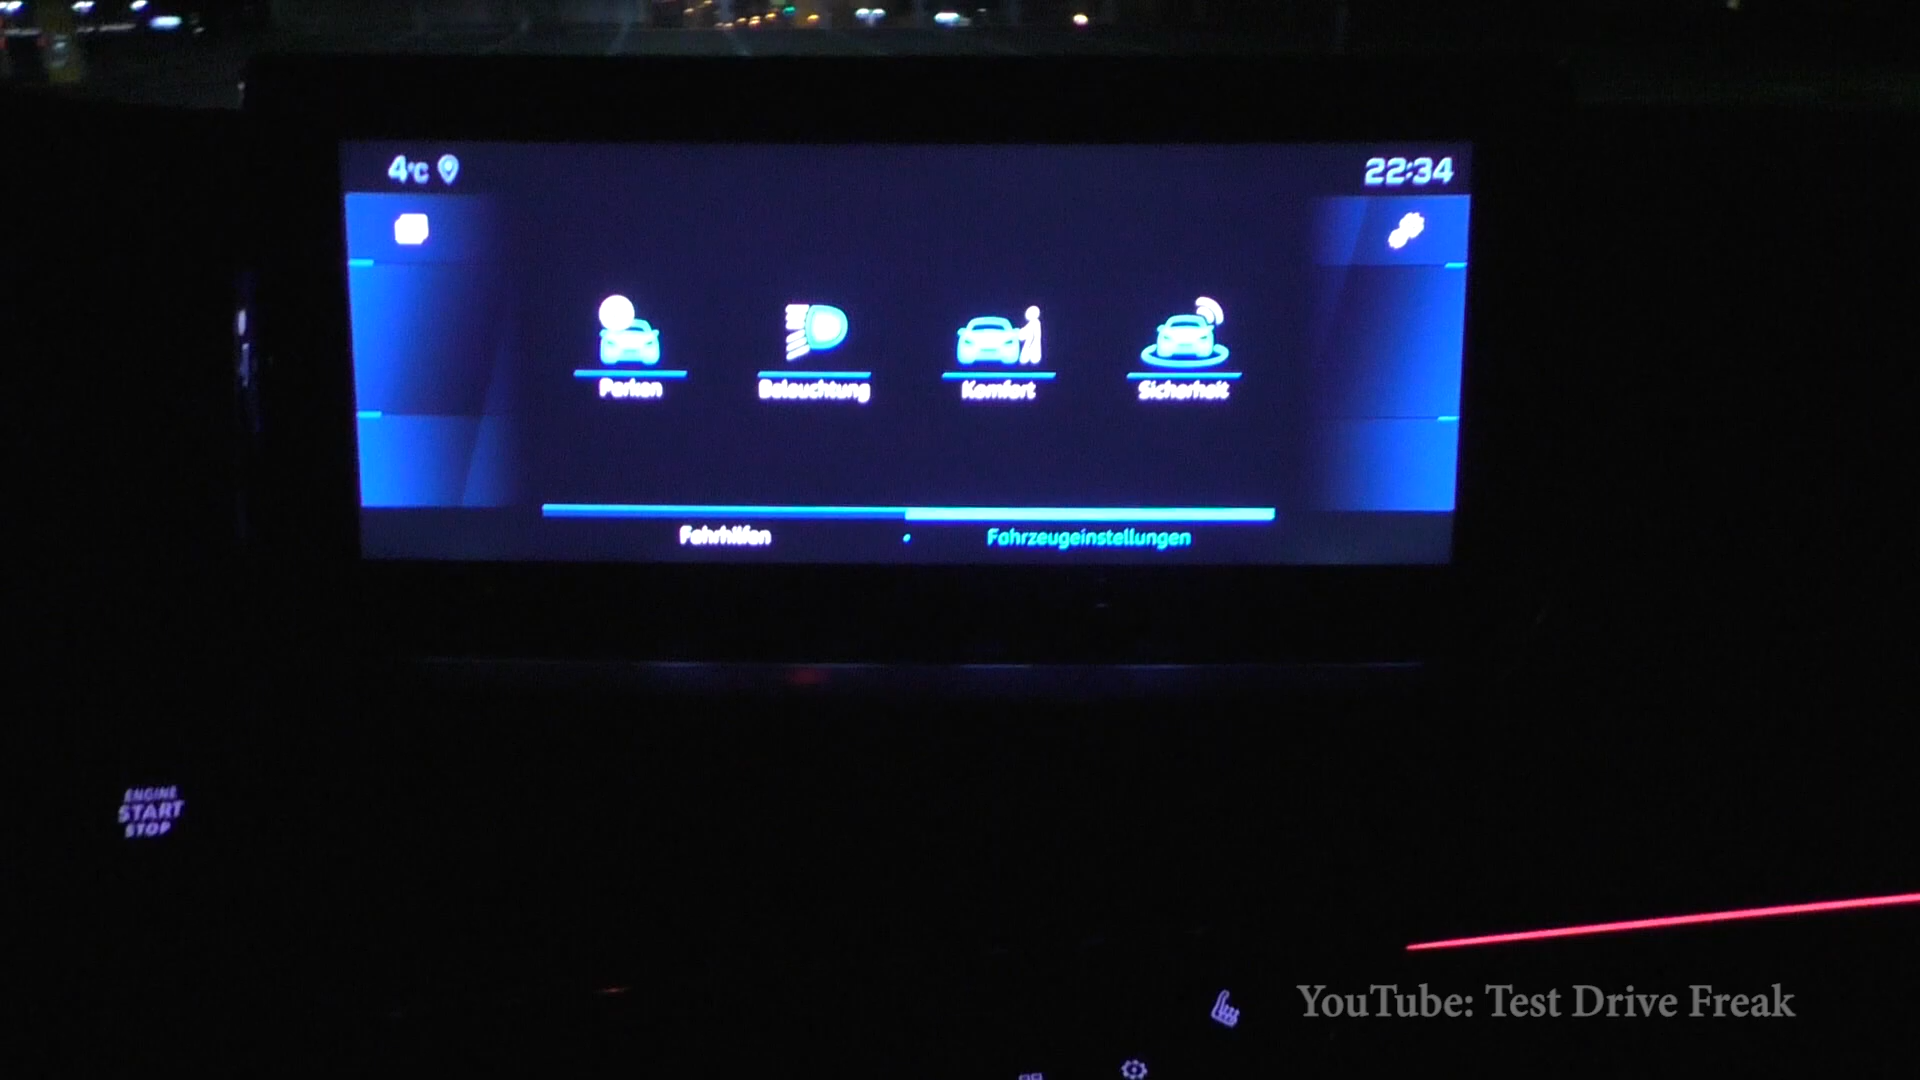 4°C
22:34
Parken
Beleuchtung
Komfort
Sicherheit
Fahrhilfen
Fahrzeugeinstellungen
ENGINE
START
STOP
YouTube: Test Drive Freak